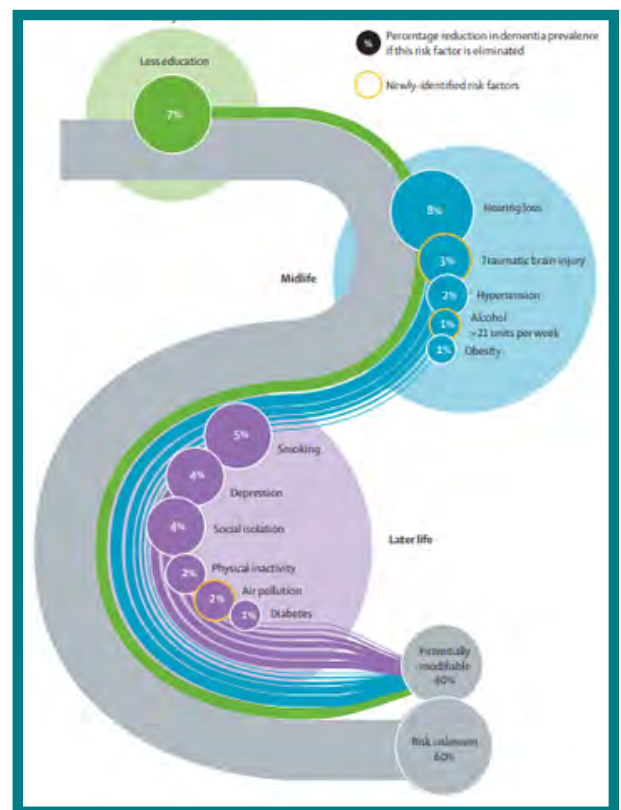 Percentage reduction in dementia prevalence
if this risk factor is eliminated
%
Newly-identified risk factors
Less education
7%
8%
Hearing loss
3%
Traumatic brain injury
Midlife
2%
Hypertension
1%
Alcohol
>21 units per week
1%
Obesity
5%
Smoking
4%
Depression
4%
Social isolation
Later life
2%
Physical inactivity
2%
Air pollution
1%
Diabetes
Potentially
modifiable
40%
Risk unknown
60%